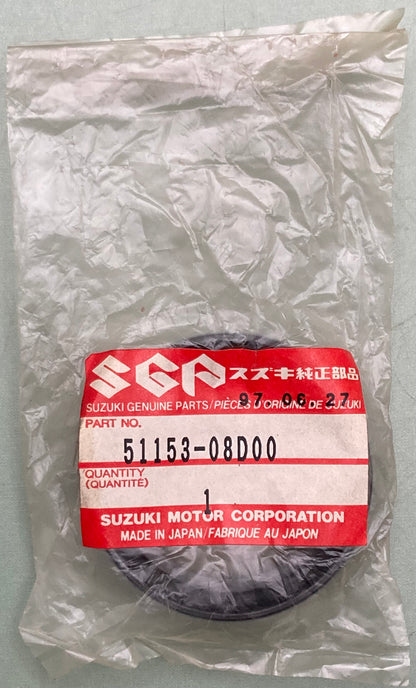 SGP スズキ純正部品
SUZUKI GENUINE PARTS/PIÈCES D'ORIGINE DE SUZUKI
97.06.27
PART NO.
51153-08D00
QUANTITY
(QUANTITÉ)
1
SUZUKI MOTOR CORPORATION
MADE IN JAPAN/FABRIQUE AU JAPON